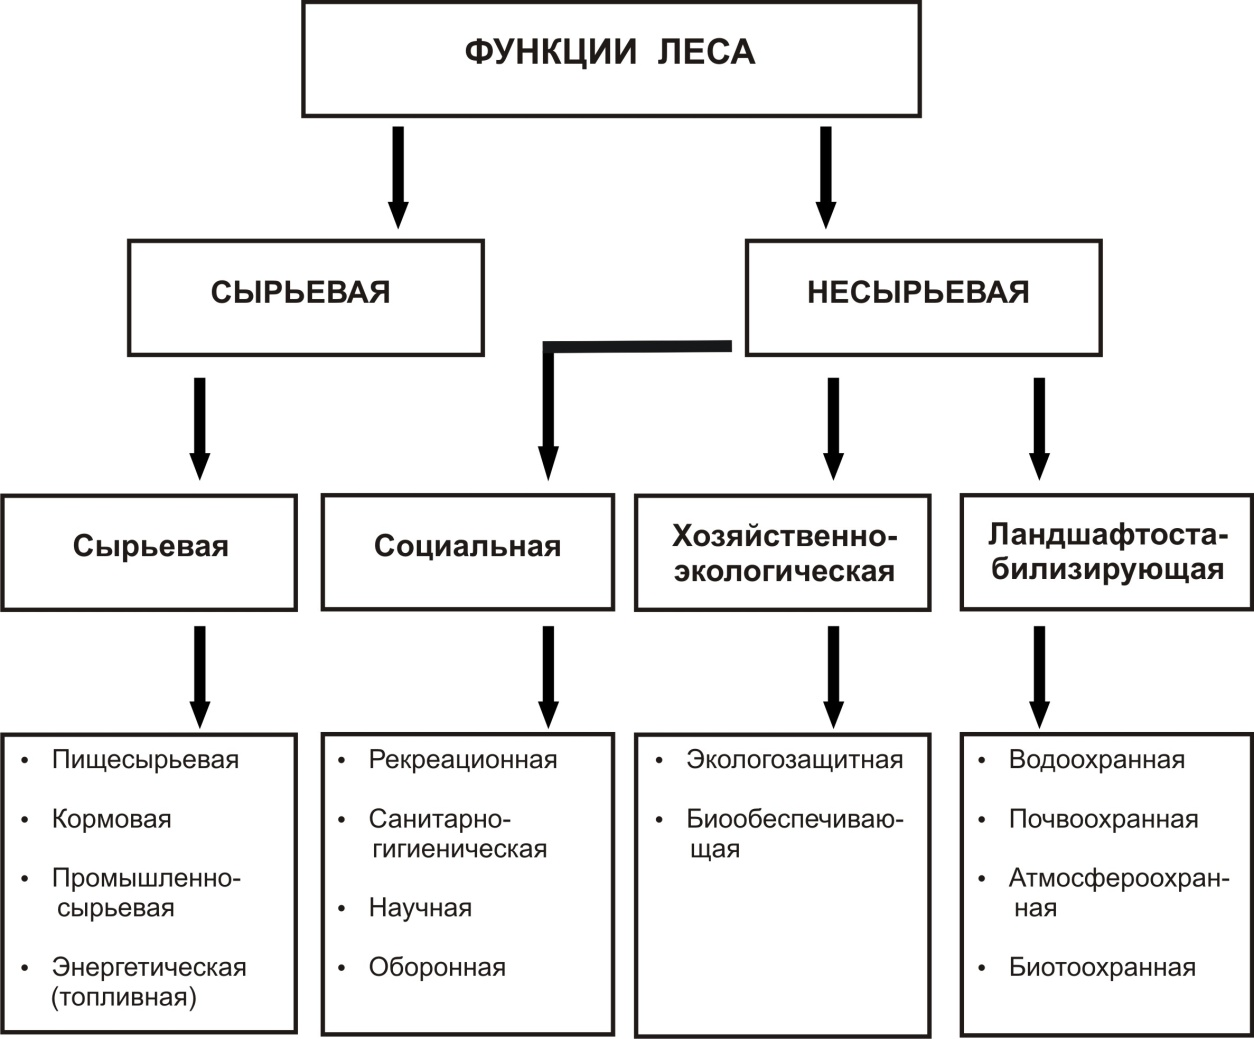 ФУНКЦИИ ЛЕСА
СЫРЬЕВАЯ
НЕСЫРЬЕВАЯ
Сырьевая
Социальная
Хозяйственно-
экологическая
Ландшафтоста-
билизирующая
• Пищесырьевая
• Кормовая
• Промышленно-
сырьевая
• Энергетическая
(топливная)
• Рекреационная
• Санитарно-
гигиеническая
• Научная
• Оборонная
• Экологозащитная
• Биообеспечиваю-
щая
• Водоохранная
• Почвоохранная
• Атмосфероохран-
ная
• Биотоохранная